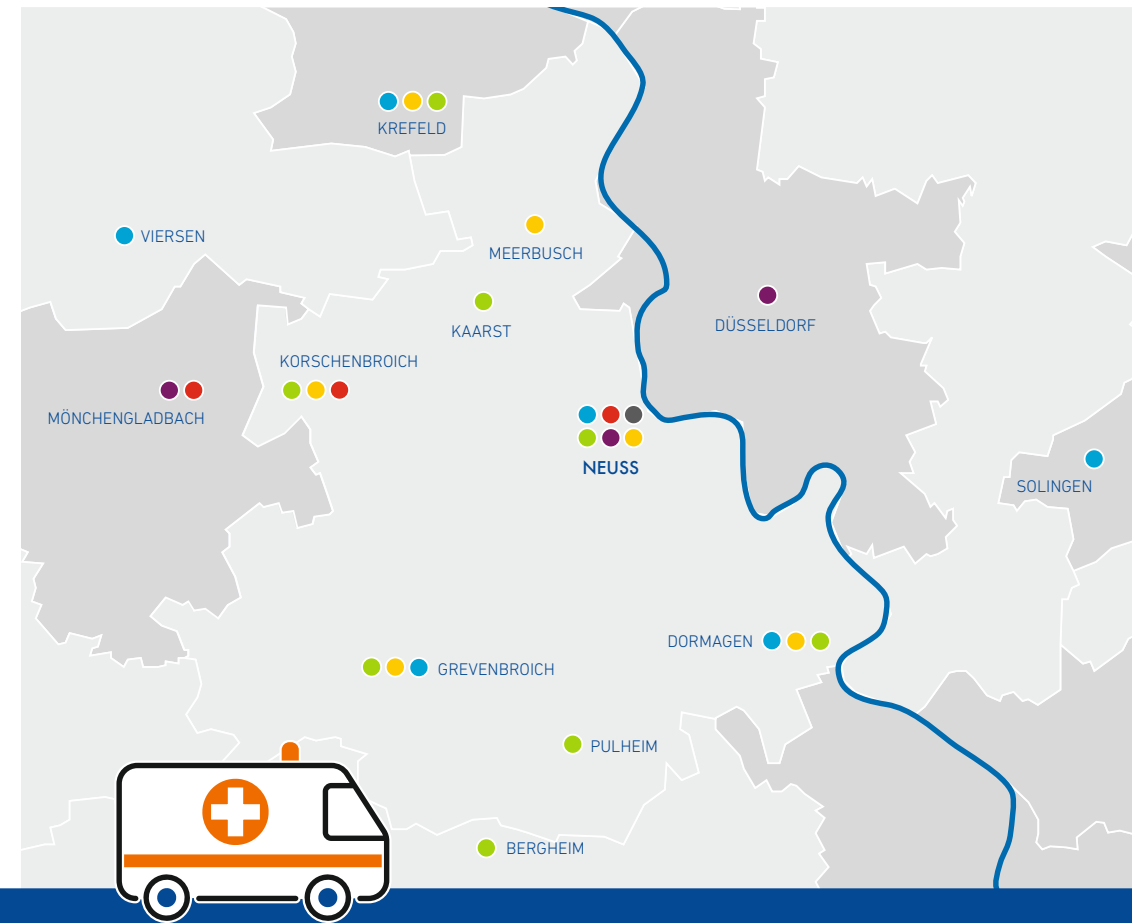 KREFELD
VIERSEN
MEERBUSCH
KAARST
DÜSSELDORF
KORSCHENBROICH
MÖNCHENGLADBACH
NEUSS
SOLINGEN
DORMAGEN
GREVENBROICH
PULHEIM
BERGHEIM